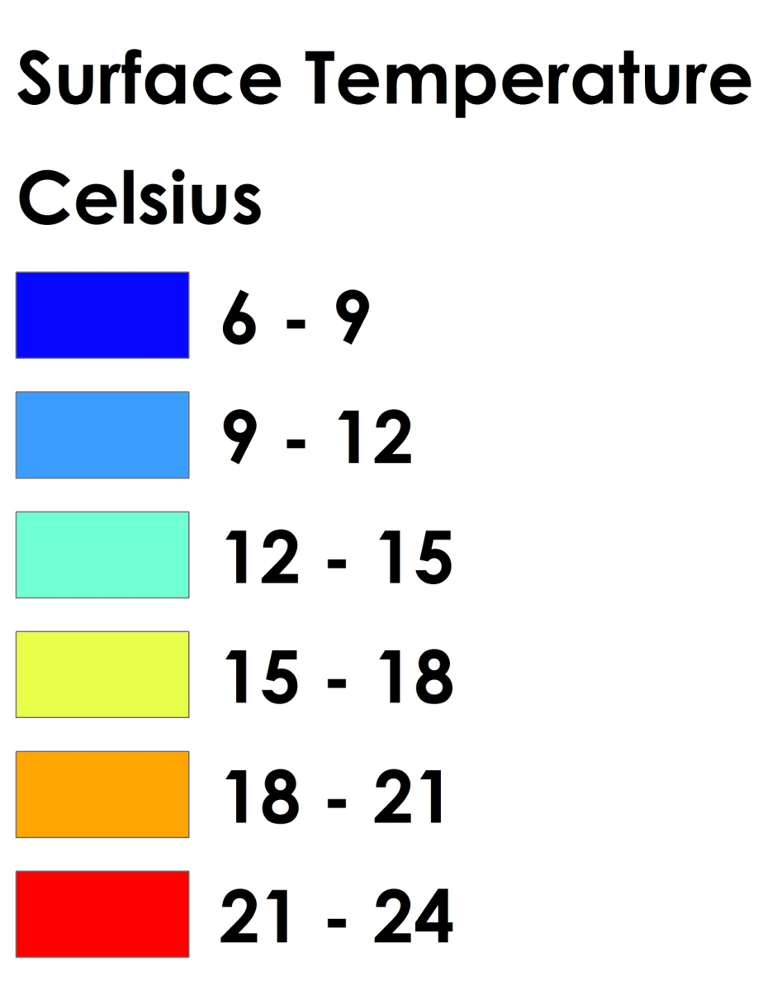 Surface Temperature
Celsius
6 - 9
9 - 12
12 - 15
15 - 18
18 - 21
21 - 24